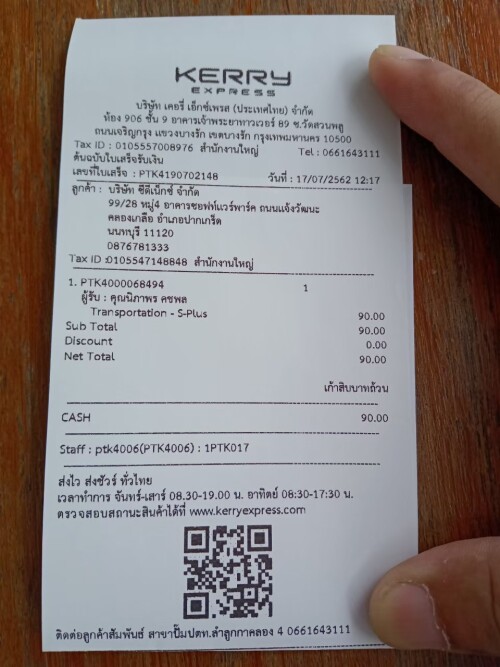 KERRY
EXPRESS
บริษัท เคอรี่ เอ็กซ์เพรส (ประเทศไทย) จำกัด
ห้อง 906 ชั้น 9 อาคารเจ้าพระยาทาวเวอร์ 89 ซ.วัดสวนพลู
ถนนเจริญกรุง แขวงบางรัก เขตบางรัก กรุงเทพมหานคร 10500
Tax ID : 0105557008976 สำนักงานใหญ่ Tel : 0661643111
ต้นฉบับใบเสร็จรับเงิน
เลขที่ใบเสร็จ : PTK4190702148 วันที่ : 17/07/2562 12:17
ลูกค้า : บริษัท ซีดีเน็กซ์ จำกัด
99/28 หมู่4 อาคารซอฟท์แวร์พาร์ค ถนนแจ้งวัฒนะ
คลองเกลือ อำเภอปากเกร็ด
นนทบุรี 11120
0876781333
Tax ID :0105547148848 สำนักงานใหญ่
1. PTK4000068494 1
ผู้รับ : คุณนิภาพร คชพล
Transportation - S-Plus 90.00
Sub Total 90.00
Discount 0.00
Net Total 90.00
เก้าสิบบาทถ้วน
CASH 90.00
Staff : ptk4006(PTK4006) : 1PTK017
ส่งไว ส่งชัวร์ ทั่วไทย
เวลาทำการ จันทร์-เสาร์ 08.30-19.00 น. อาทิตย์ 08:30-17:30 น.
ตรวจสอบสถานะสินค้าได้ที่ www.kerryexpress.com
ติดต่อลูกค้าสัมพันธ์ สาขาปั๊มปตท.ลำลูกกาคลอง 4 0661643111